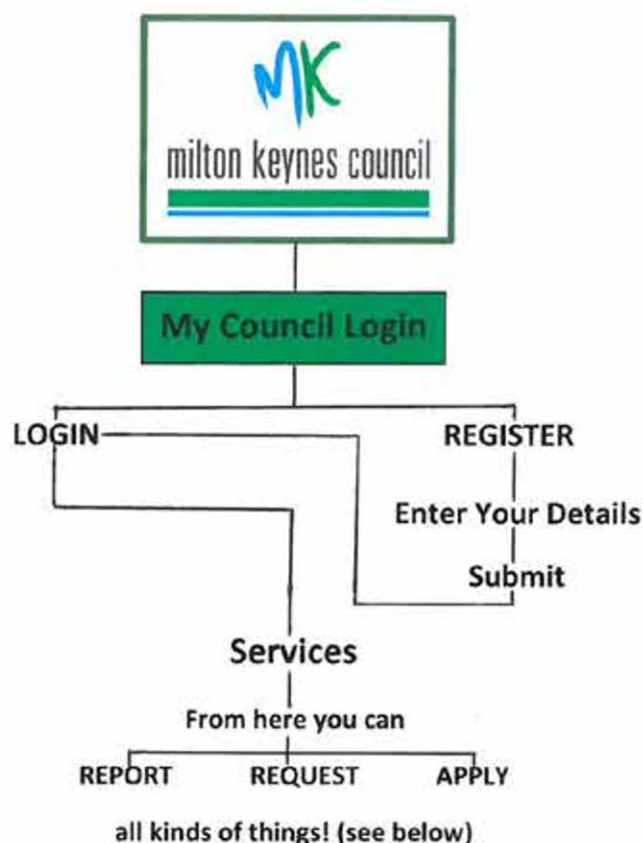 MK
milton keynes council
My Council Login
LOGIN
REGISTER
Enter Your Details
Submit
Services
From here you can
REPORT REQUEST APPLY
all kinds of things! (see below)